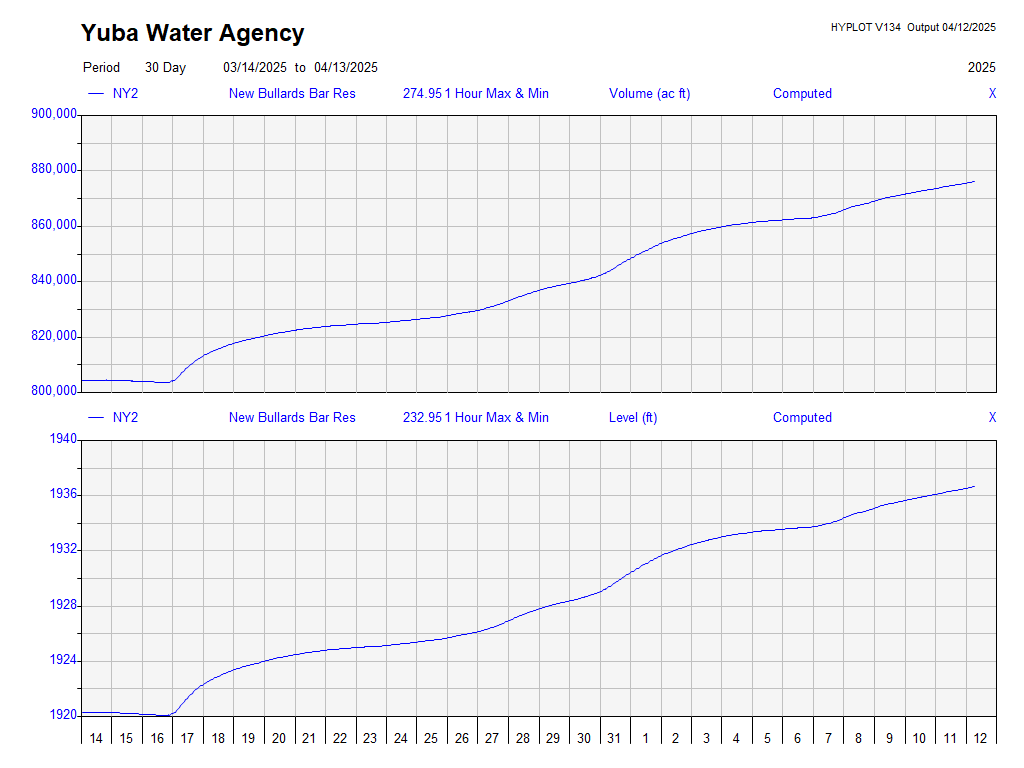 Yuba Water Agency
HYPLOT V134 Output 04/12/2025
Period 30 Day 03/14/2025 to 04/13/2025 2025
NY2 New Bullards Bar Res 274.95 1 Hour Max & Min Volume (ac ft) Computed X
900,000
880,000
860,000
840,000
820,000
800,000
NY2 New Bullards Bar Res 232.95 1 Hour Max & Min Level (ft) Computed X
1940
1936
1932
1928
1924
1920
14 15 16 17 18 19 20 21 22 23 24 25 26 27 28 29 30 31 1 2 3 4 5 6 7 8 9 10 11 12